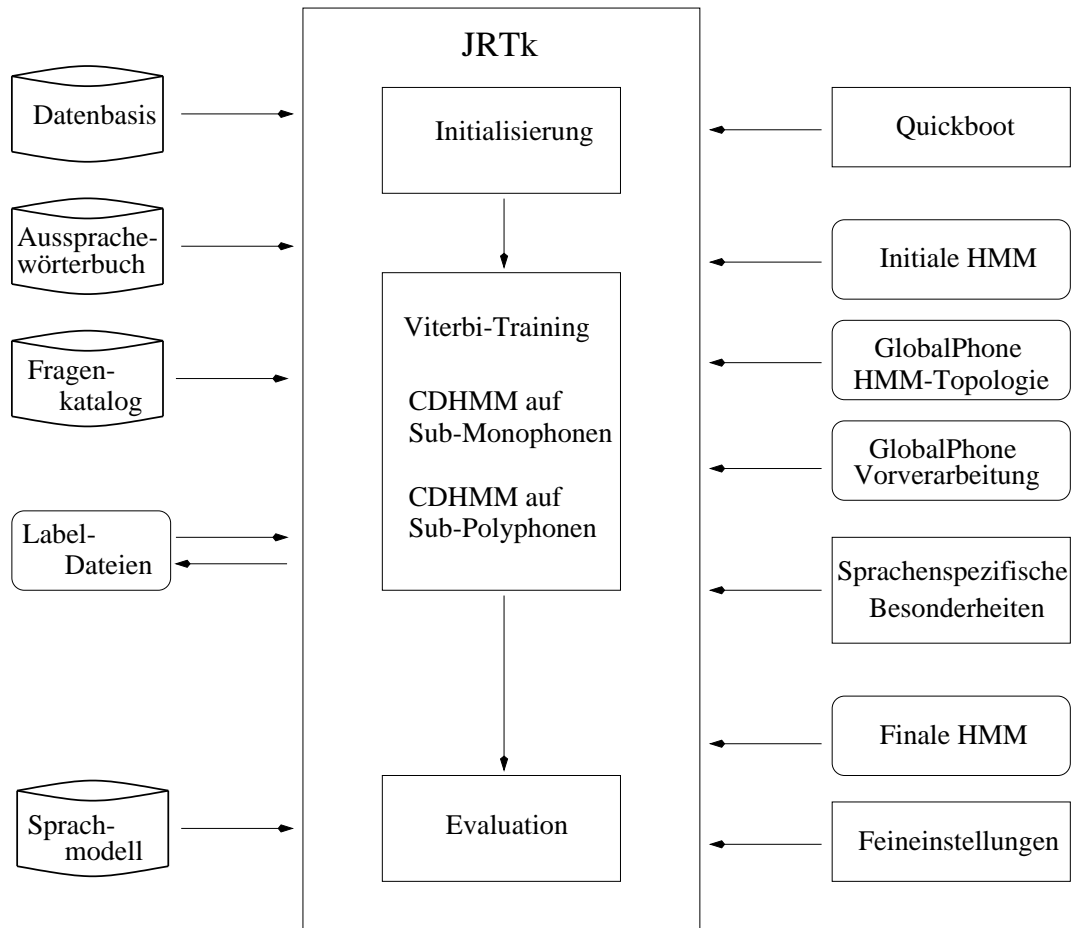 JRTk
Datenbasis
Aussprache-
wörterbuch
Fragen-
katalog
Label-
Dateien
Sprach-
modell
Initialisierung
Viterbi-Training
CDHMM auf
Sub-Monophonen
CDHMM auf
Sub-Polyphonen
Evaluation
Quickboot
Initiale HMM
GlobalPhone
HMM-Topologie
GlobalPhone
Vorverarbeitung
Sprachenspezifische
Besonderheiten
Finale HMM
Feineinstellungen